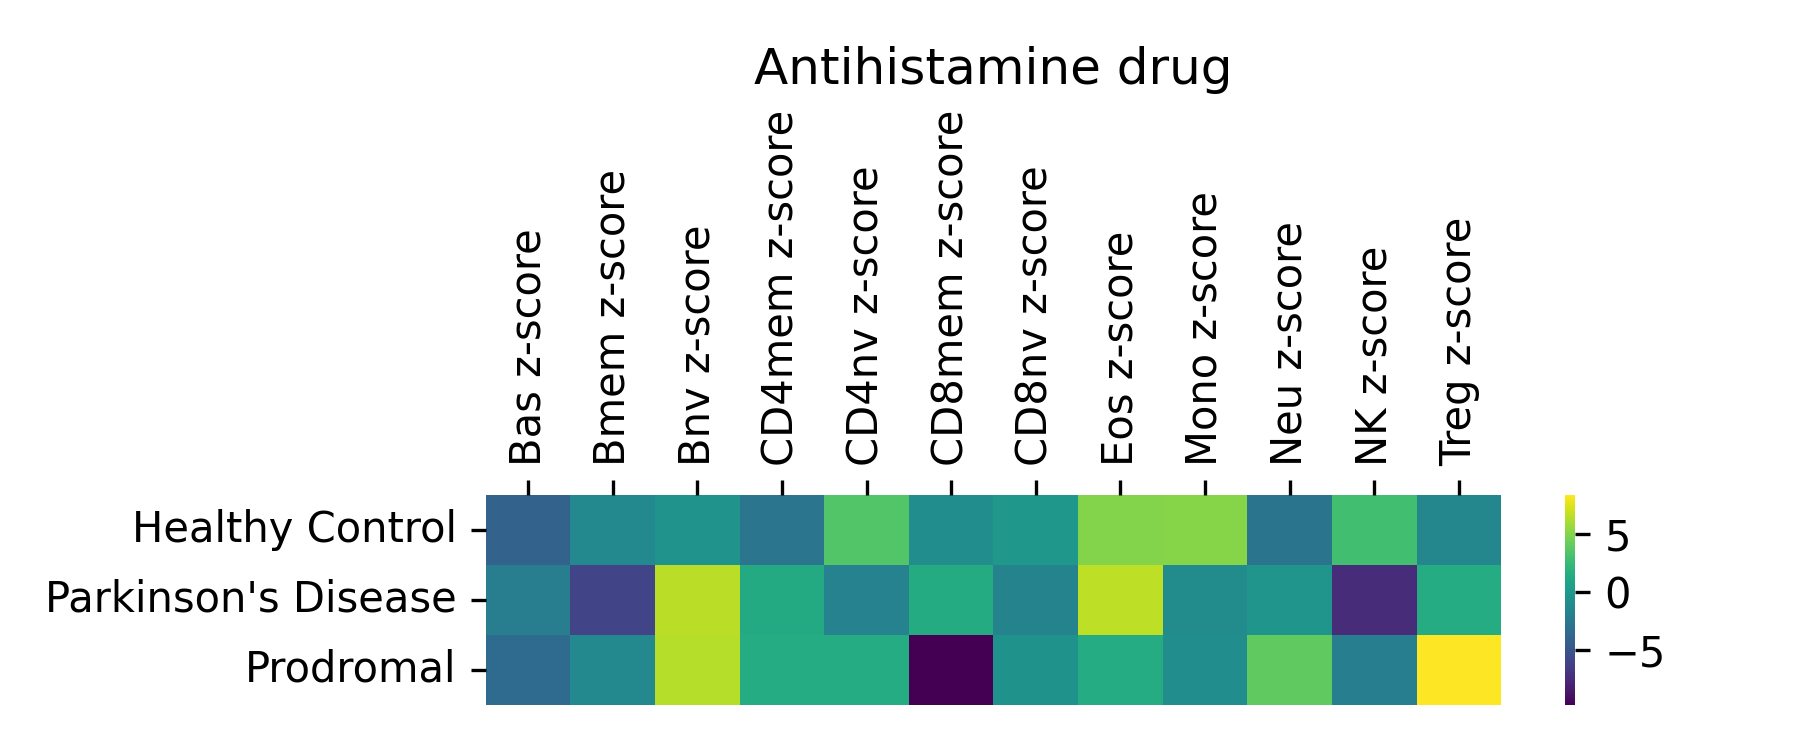 Antihistamine drug
Bas z-score
Bmem z-score
Bnv z-score
CD4mem z-score
CD4nv z-score
CD8mem z-score
CD8nv z-score
Eos z-score
Mono z-score
Neu z-score
NK z-score
Treg z-score
Healthy Control
Parkinson's Disease
Prodromal
5
0
−5